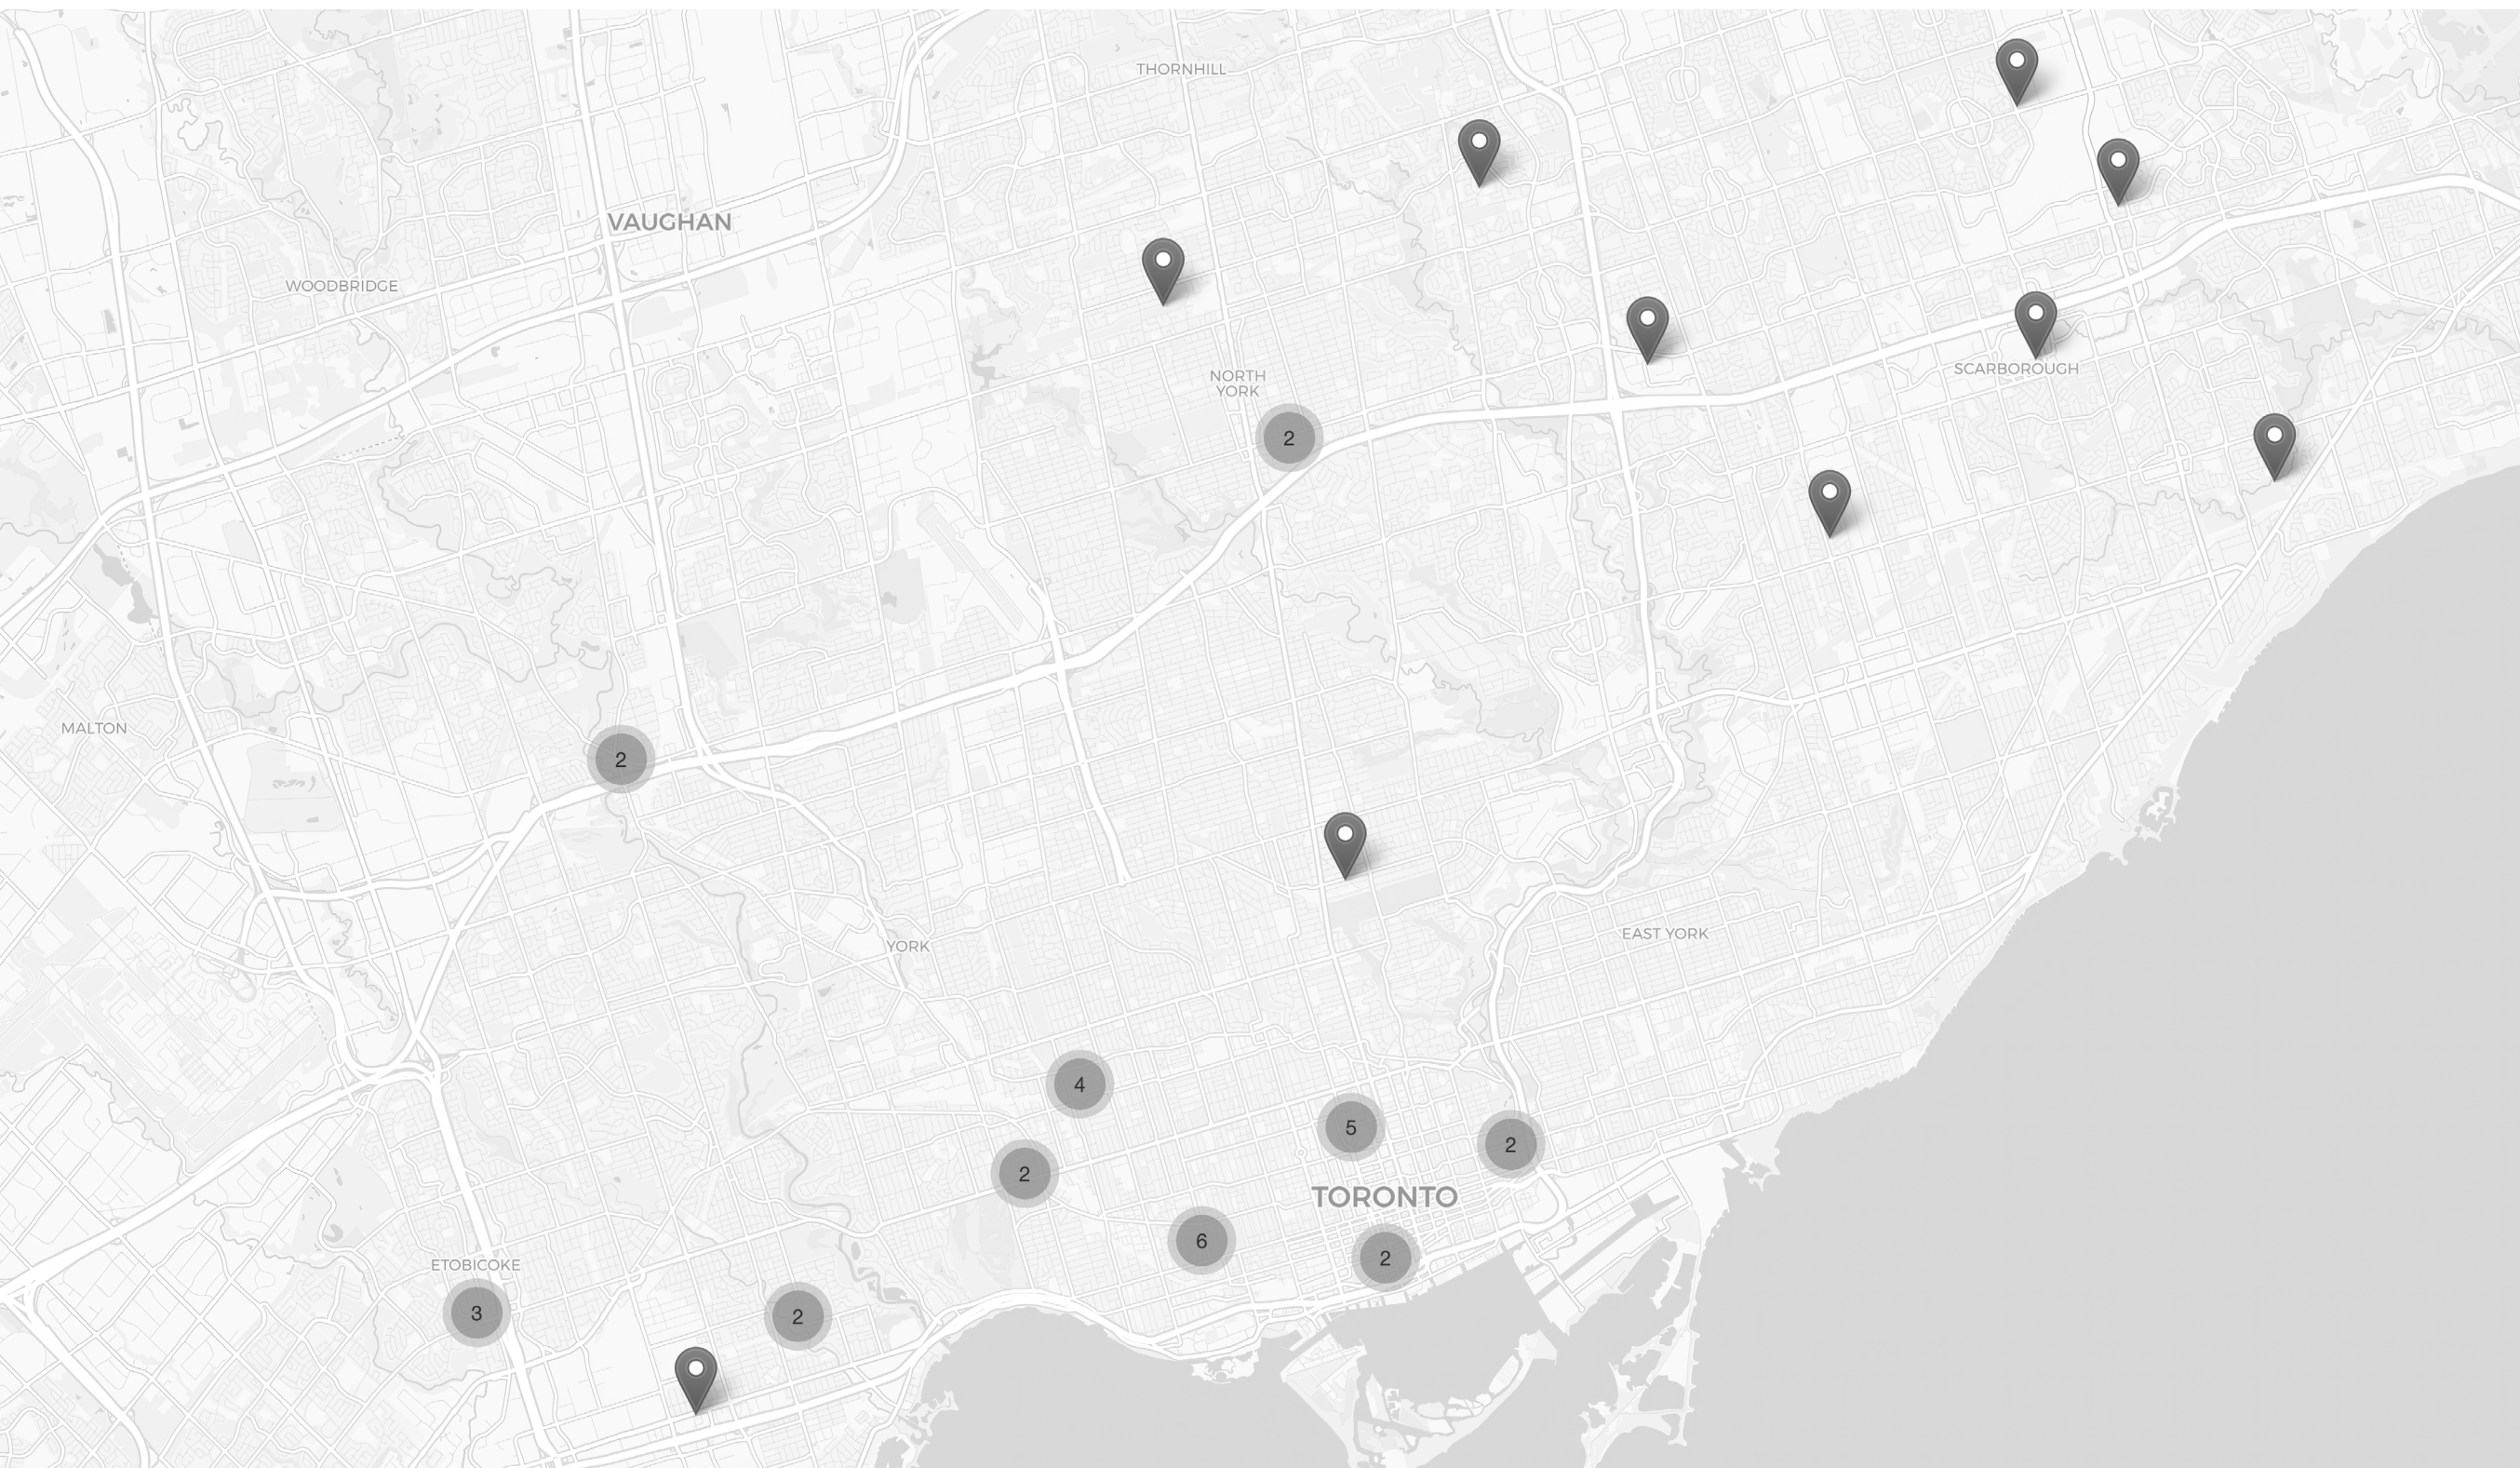 THORNHILL
VAUGHAN
WOODBRIDGE
NORTH
YORK
SCARBOROUGH
2
MALTON
2
YORK
EAST YORK
4
5
2
2
TORONTO
6
2
ETOBICOKE
3
2